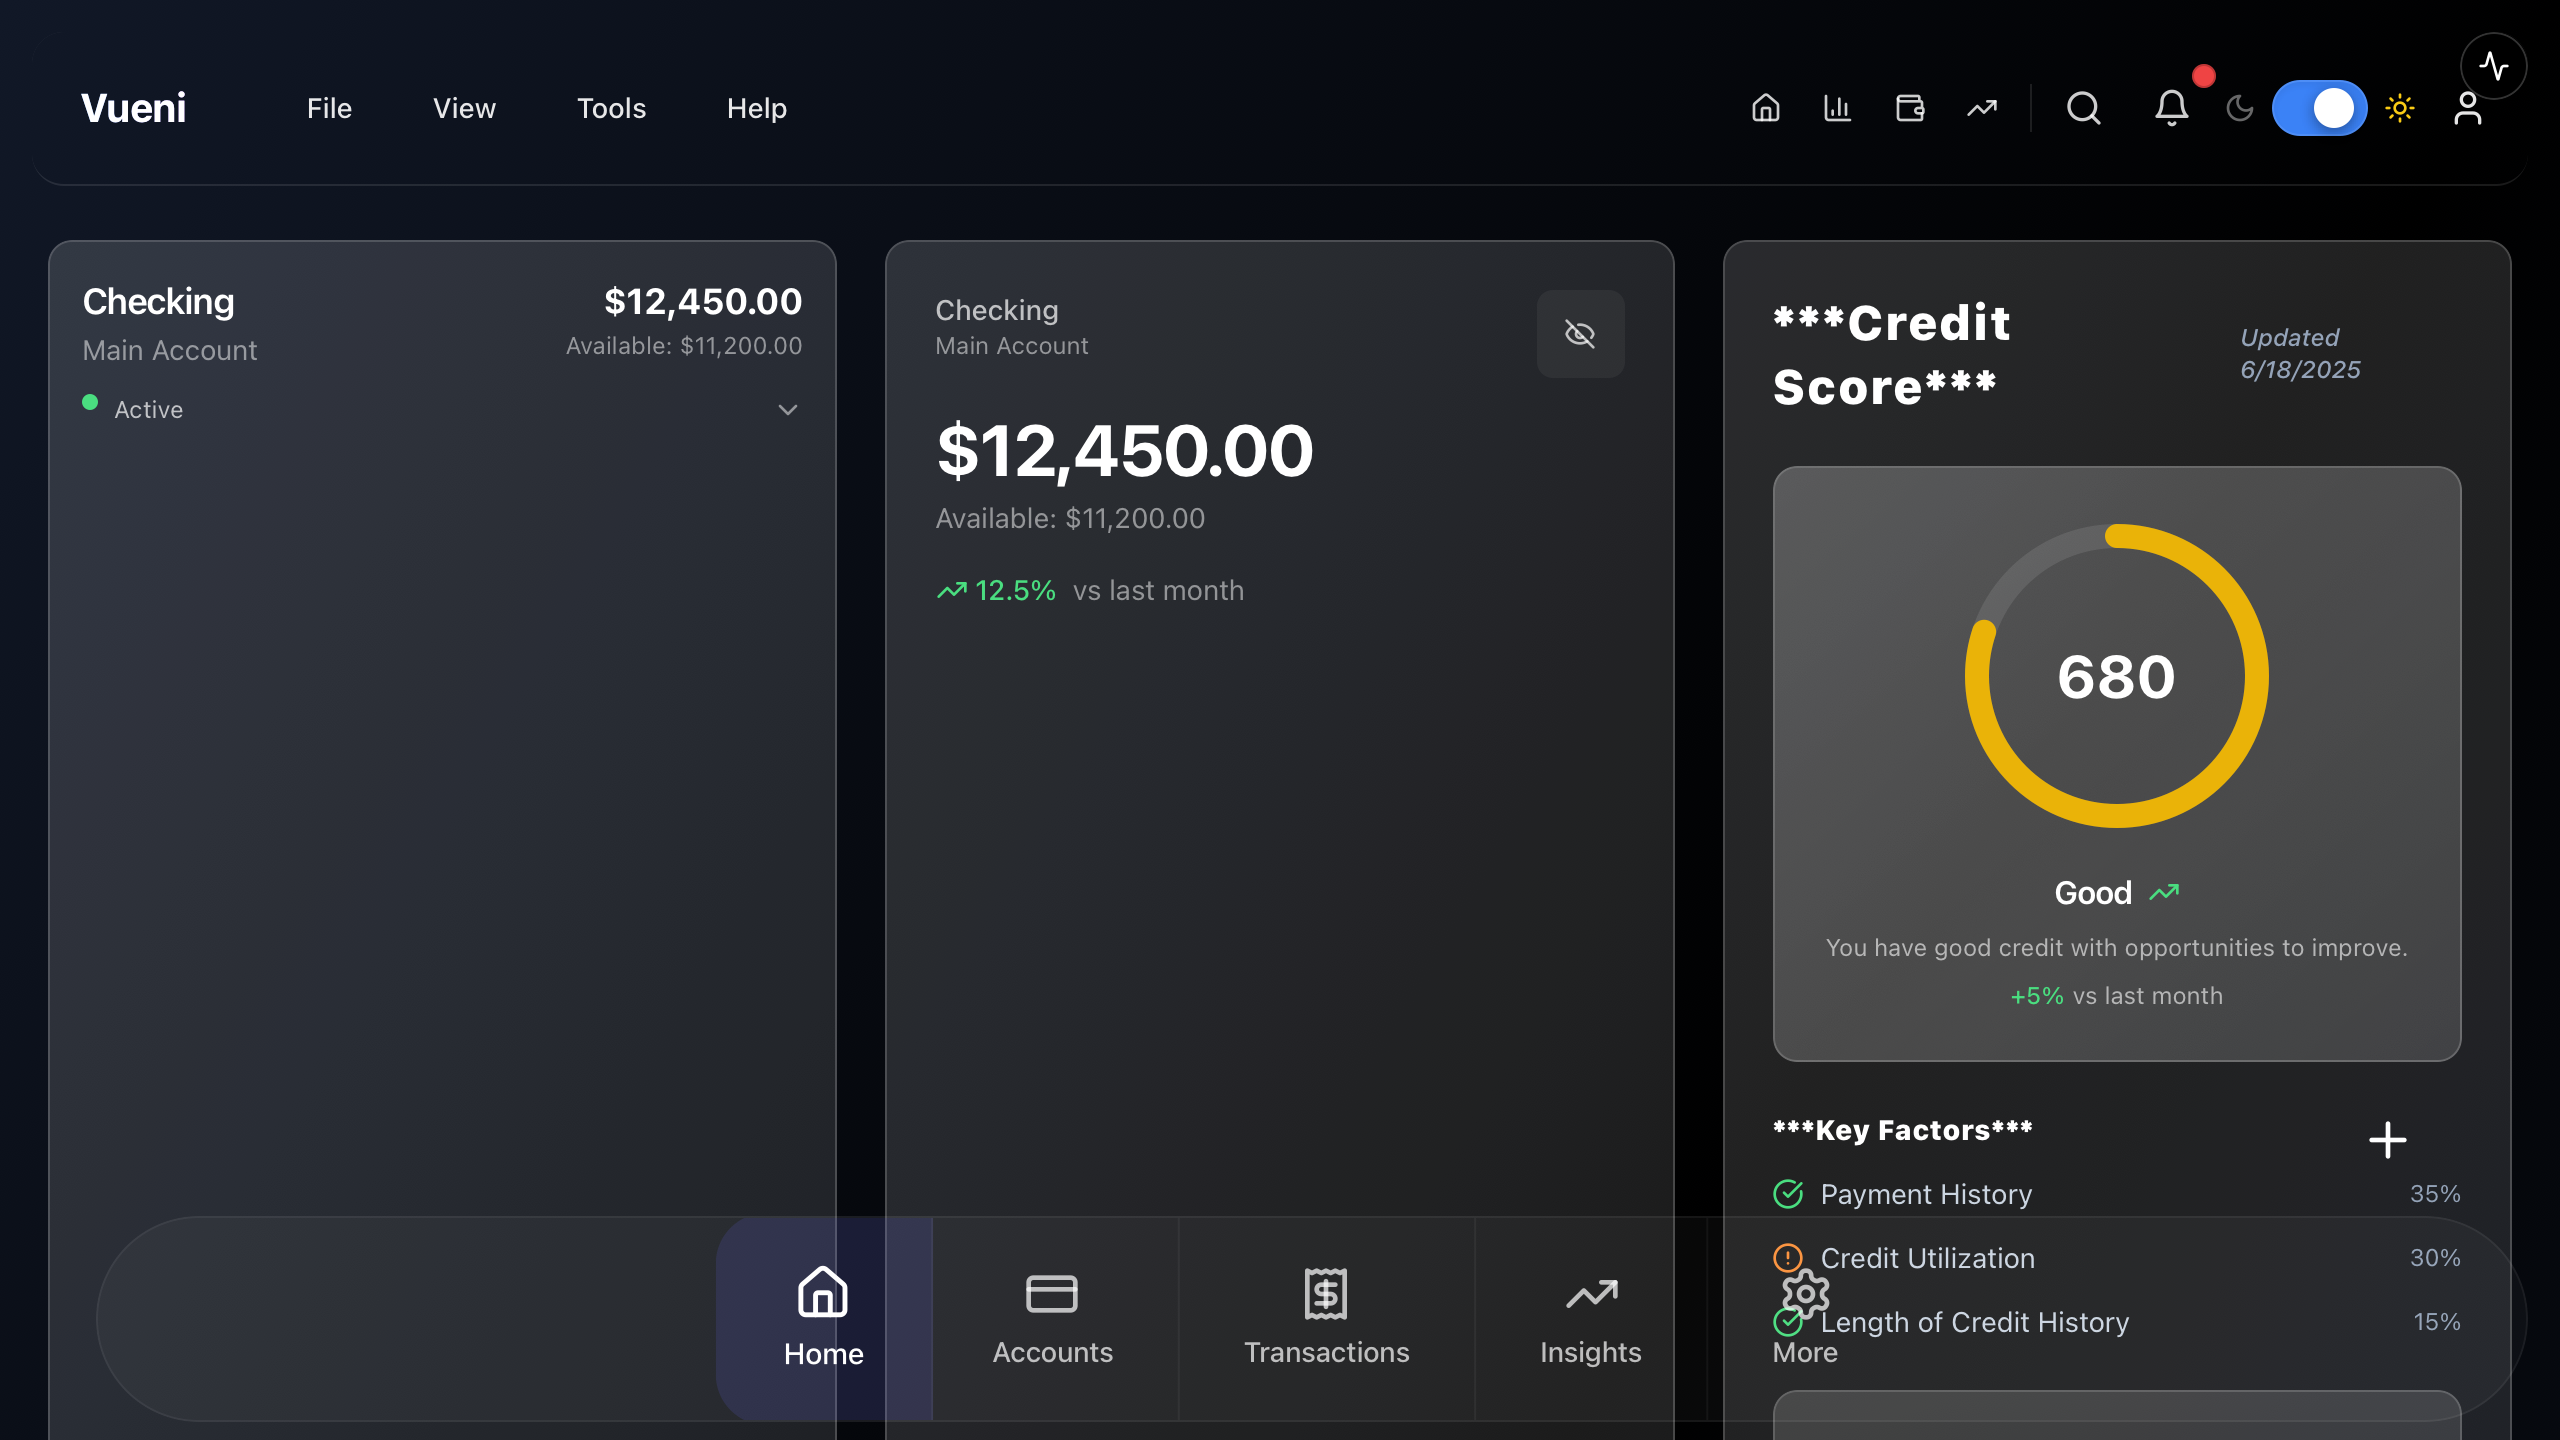 Vueni
File
View
Tools
Help
Checking
$12,450.00
Main Account
Available: $11,200.00
Active
Checking
Main Account
$12,450.00
Available: $11,200.00
12.5% vs last month
***Credit
Score***
Updated
6/18/2025
680
Good
You have good credit with opportunities to improve.
+5% vs last month
***Key Factors***
Payment History
35%
Credit Utilization
30%
Length of Credit History
15%
Home
Accounts
Transactions
Insights
More